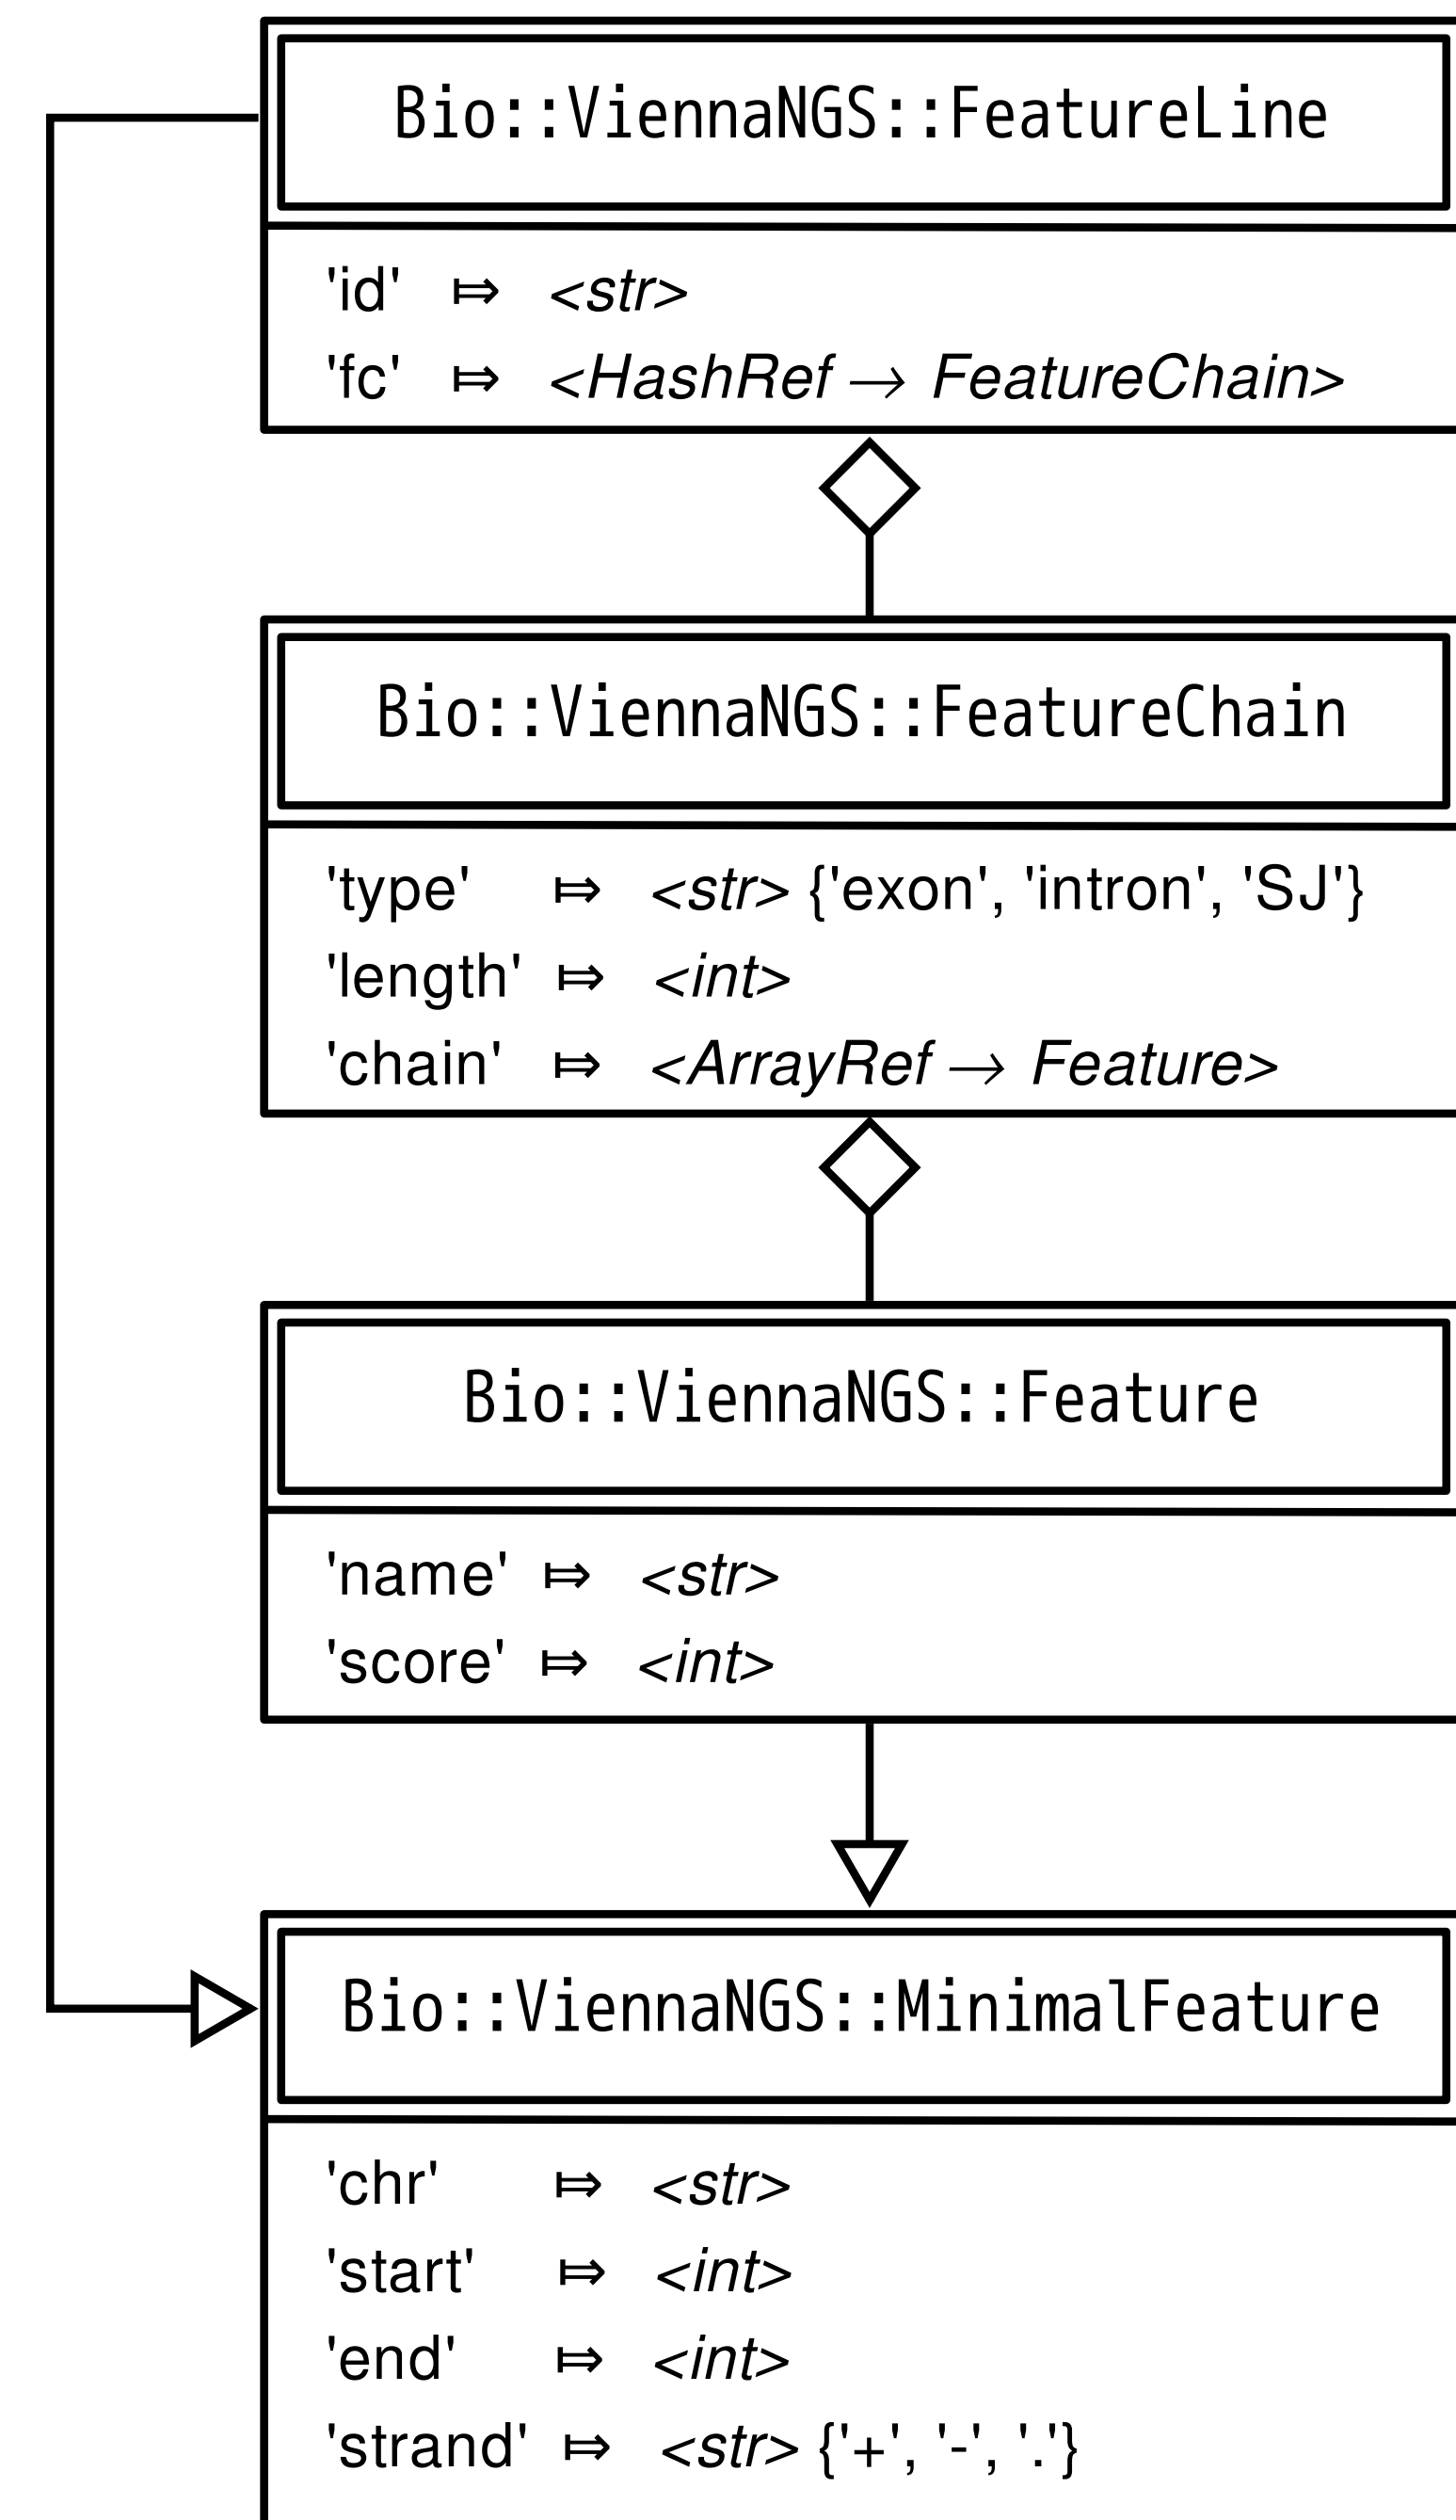 Bio::ViennaNGS::FeatureLine
'id' ⤇ <str>
'fc' ⤇ <HashRef → FeatureChain>
Bio::ViennaNGS::FeatureChain
'type' ⤇ <str> {'exon', 'intron', 'SJ'}
'length' ⤇ <int>
'chain' ⤇ <ArrayRef → Feature>
Bio::ViennaNGS::Feature
'name' ⤇ <str>
'score' ⤇ <int>
Bio::ViennaNGS::MinimalFeature
'chr' ⤇ <str>
'start' ⤇ <int>
'end' ⤇ <int>
'strand' ⤇ <str> {'+', '-', '.'}